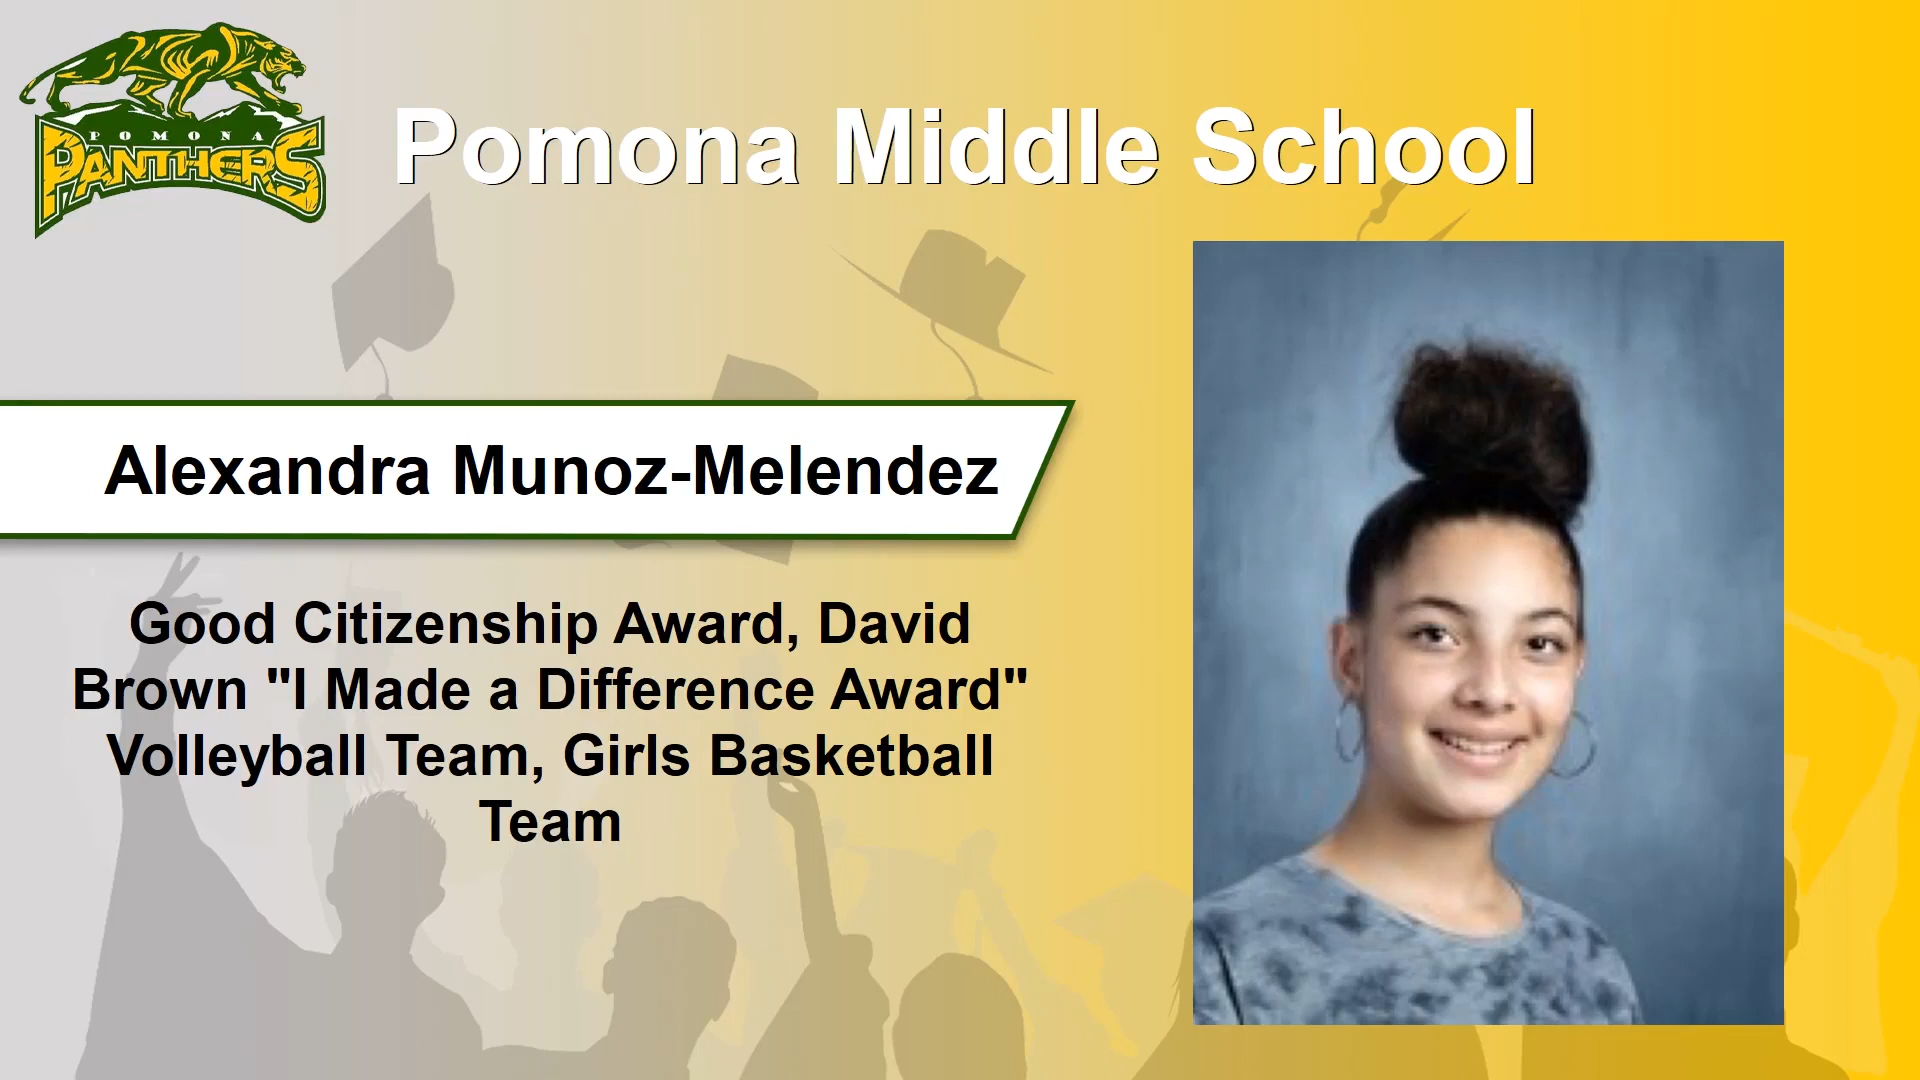 POMONA
PANTHERS
Pomona Middle School
Alexandra Munoz-Melendez
Good Citizenship Award, David
Brown "I Made a Difference Award"
Volleyball Team, Girls Basketball
Team